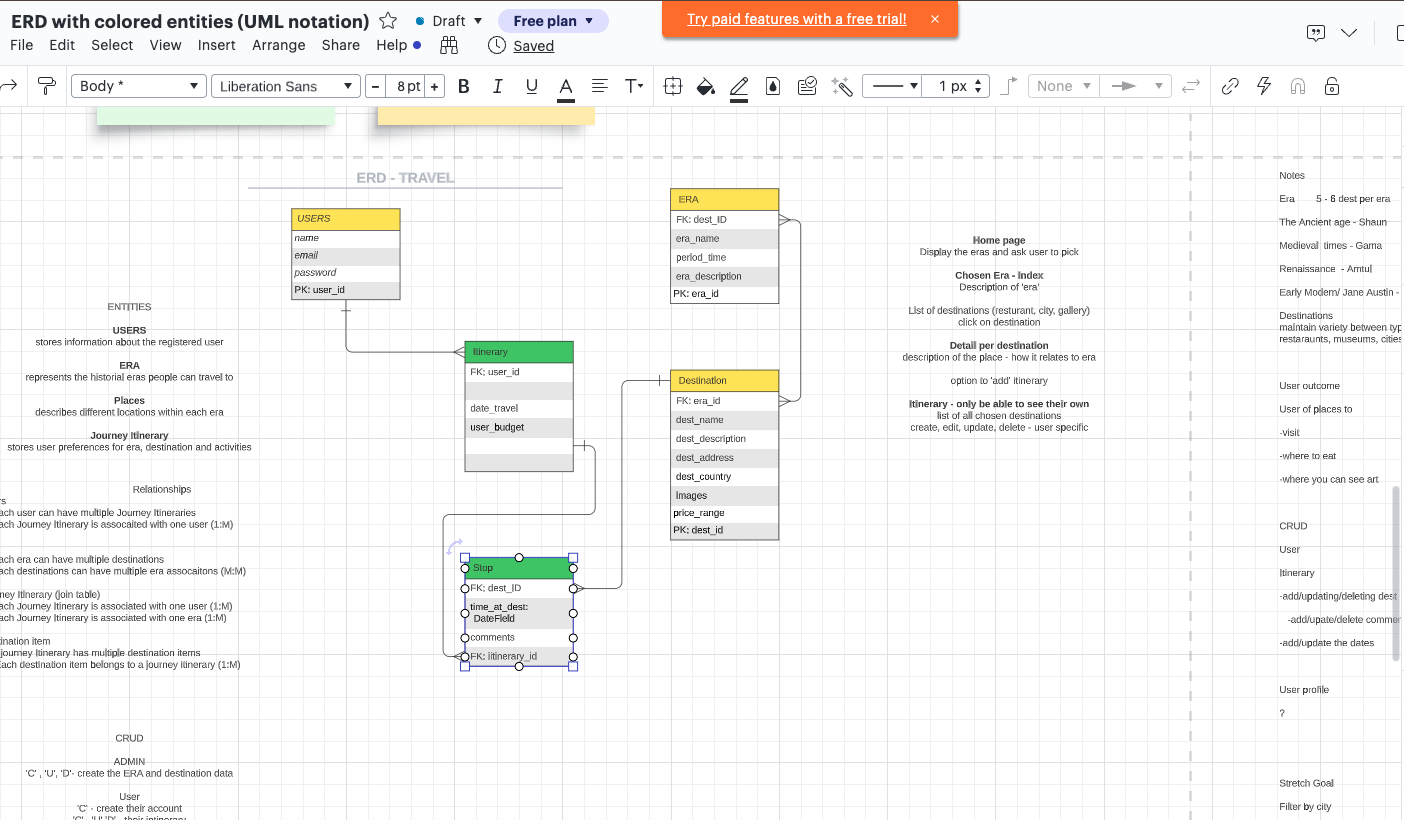 ERD with colored entities (UML notation)
Draft
Free plan
Try paid features with a free trial!
File Edit Select View Insert Arrange Share Help
Saved
Body *
Liberation Sans
− 8 pt +
B I U A T
1 px
None
ERD - TRAVEL
USERS
name
email
password
PK: user_id
ERA
FK: dest_ID
era_name
period_time
era_description
PK: era_id
Itinerary
FK: user_id
date_travel
user_budget
Destination
FK: era_id
dest_name
dest_description
dest_address
dest_country
Images
price_range
PK: dest_id
Stop
FK: dest_ID
time_at_dest:
DateField
comments
FK: iitinerary_id
ENTITIES
USERS
stores information about the registered user
ERA
represents the historial eras people can travel to
Places
describes different locations within each era
Journey Itinerary
stores user preferences for era, destination and activities
Relationships
rs
ach user can have multiple Journey Itineraries
ach Journey Itinerary is assocaited with one user (1:M)
ach era can have multiple destinations
ach destinations can have multiple era assocaitons (M:M)
ney Itinerary (join table)
ach Journey Itinerary is associated with one user (1:M)
ach Journey Itinerary is associated with one era (1:M)
ination item
journey Itinerary has multiple destination items
Each destination item belongs to a journey itinerary (1:M)
CRUD
ADMIN
'C' , 'U', 'D'- create the ERA and destination data
User
'C' - create their account
Home page
Display the eras and ask user to pick
Chosen Era - Index
Description of 'era'
List of destinations (resturant, city, gallery)
click on destination
Detail per destination
description of the place - how it relates to era
option to 'add' itinerary
Itinerary - only be able to see their own
list of all chosen destinations
create, edit, update, delete - user specific
Notes
Era 5 - 6 dest per era
The Ancient age - Shaun
Medieval times - Gama
Renaissance - Arntul
Early Modern/ Jane Austin -
Destinations
maintain variety between typ
restaraunts, museums, cities
User outcome
User of places to
-visit
-where to eat
-where you can see art
CRUD
User
Itinerary
-add/updating/deleting dest
-add/upate/delete commer
-add/update the dates
User profile
?
Stretch Goal
Filter by city